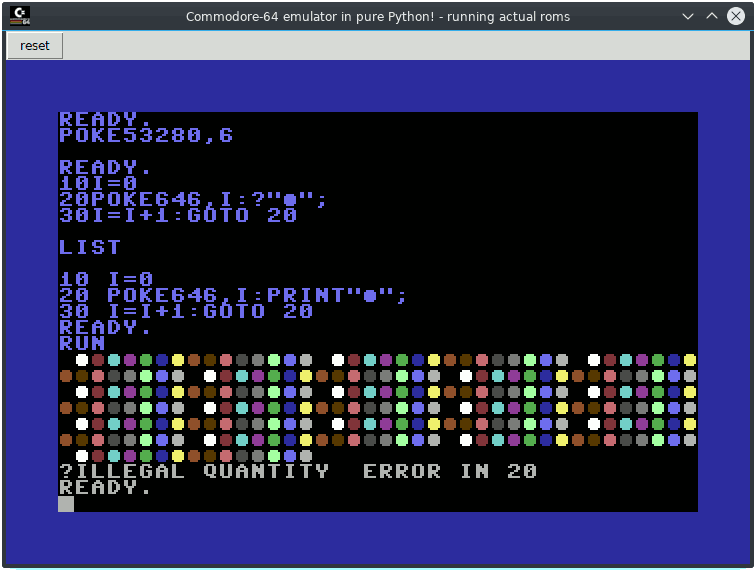 Commodore-64 emulator in pure Python! - running actual roms
reset
READY.
POKE53280,6
READY.
10I=0
20POKE646,I:?"●";
30I=I+1:GOTO 20
LIST
10 I=0
20 POKE646,I:PRINT"●";
30 I=I+1:GOTO 20
READY.
RUN
?ILLEGAL QUANTITY  ERROR IN 20
READY.